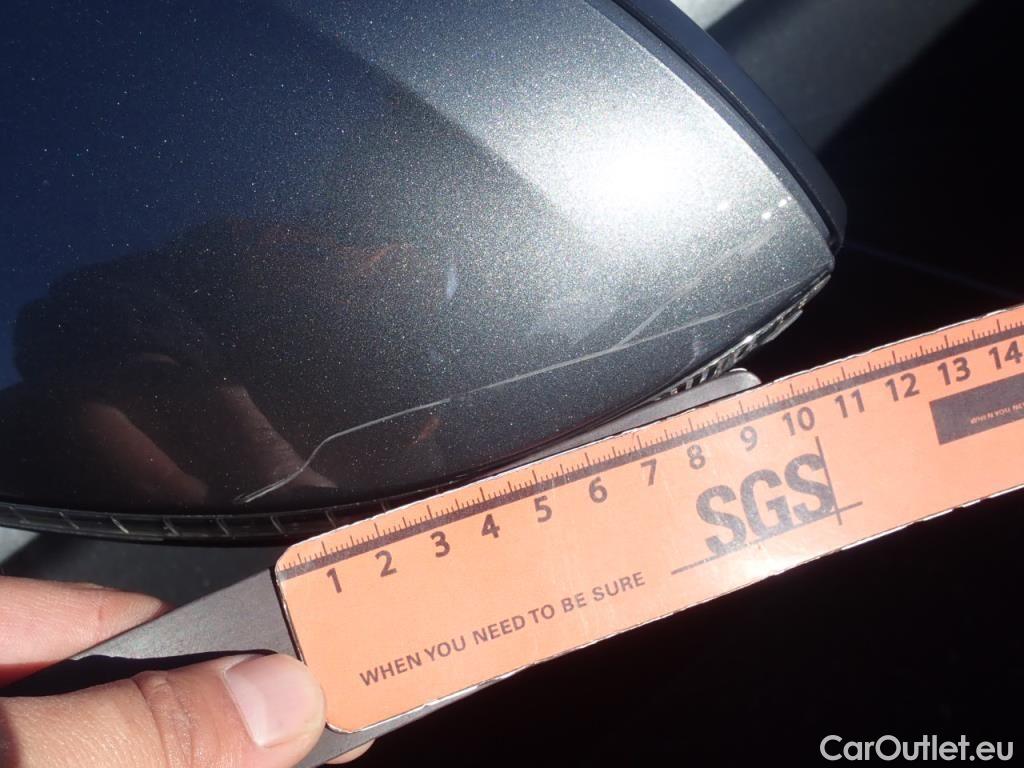 1 2 3 4 5 6 7 8 9 10 11 12 13 14
SGS
WHEN YOU NEED TO BE SURE
CarOutlet.eu